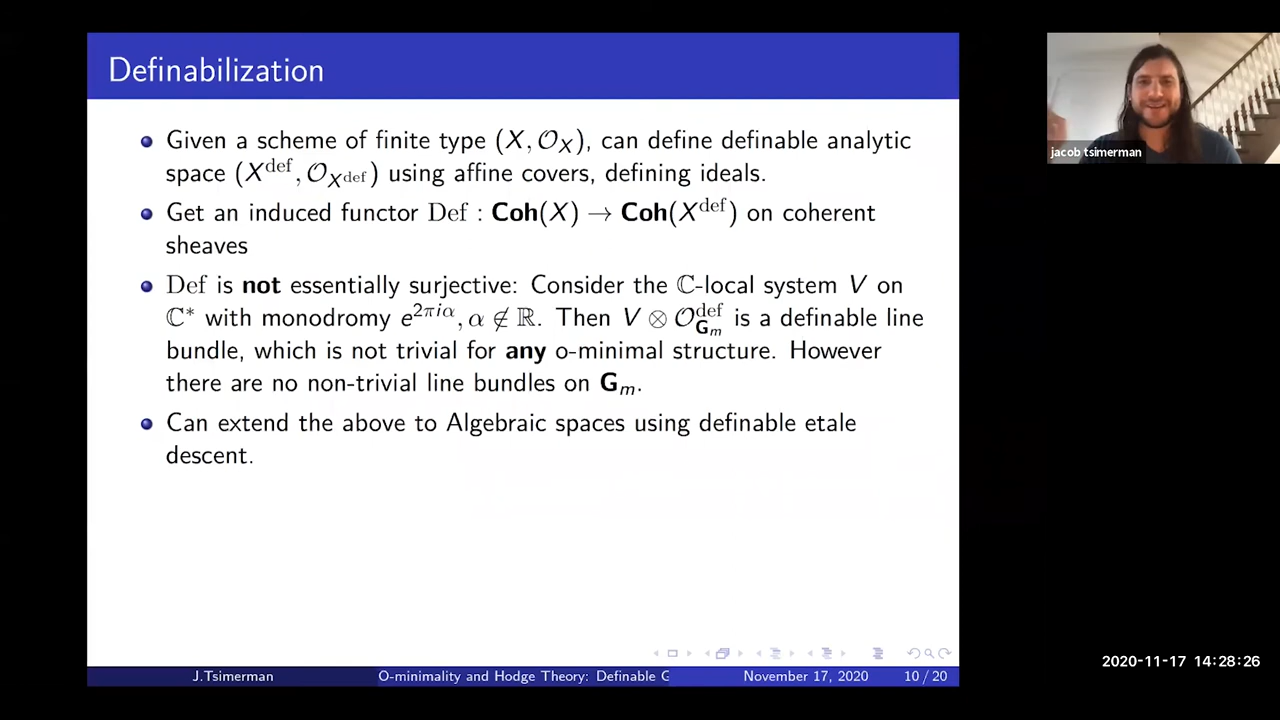 Definabilization
Given a scheme of finite type (X, 𝒪_X), can define definable analytic
space (X^def, 𝒪_{X^def}) using affine covers, defining ideals.
Get an induced functor Def : Coh(X) → Coh(X^def) on coherent
sheaves
Def is not essentially surjective: Consider the ℂ-local system V on
ℂ* with monodromy e^{2πiα}, α ∉ ℝ. Then V ⊗ 𝒪^def_{G_m} is a definable line
bundle, which is not trivial for any o-minimal structure. However
there are no non-trivial line bundles on G_m.
Can extend the above to Algebraic spaces using definable etale
descent.
J.Tsimerman
O-minimality and Hodge Theory: Definable G
November 17, 2020
10 / 20
jacob tsimerman
2020-11-17 14:28:26